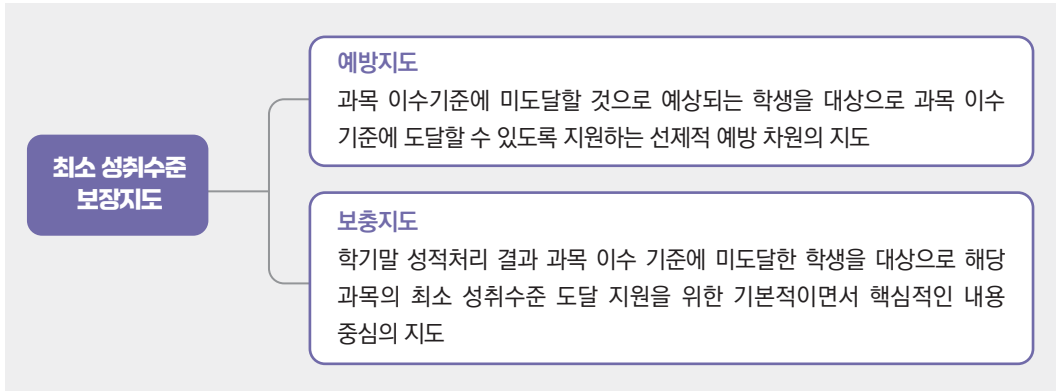 최소 성취수준
보장지도
예방지도
과목 이수기준에 미도달할 것으로 예상되는 학생을 대상으로 과목 이수
기준에 도달할 수 있도록 지원하는 선제적 예방 차원의 지도
보충지도
학기말 성적처리 결과 과목 이수 기준에 미도달한 학생을 대상으로 해당
과목의 최소 성취수준 도달 지원을 위한 기본적이면서 핵심적인 내용
중심의 지도